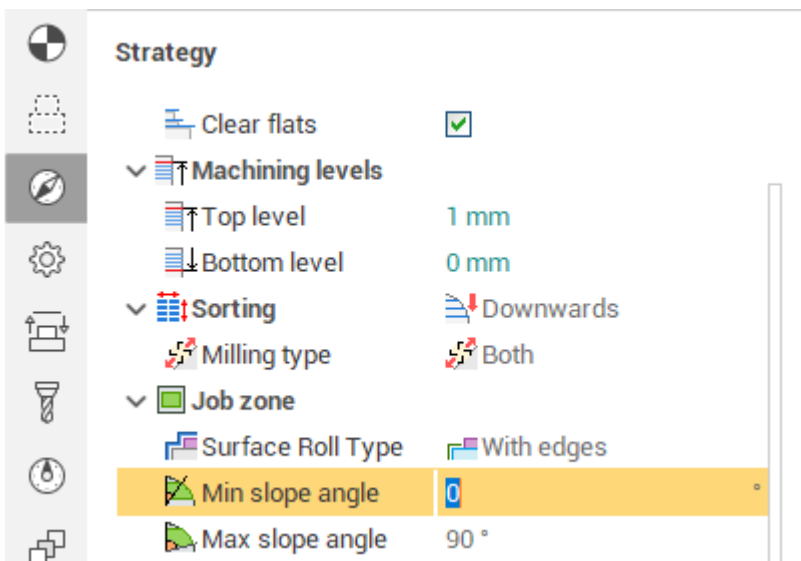 Strategy
Clear flats
Machining levels
Top level 1 mm
Bottom level 0 mm
Sorting Downwards
Milling type Both
Job zone
Surface Roll Type With edges
Min slope angle 0 °
Max slope angle 90 °